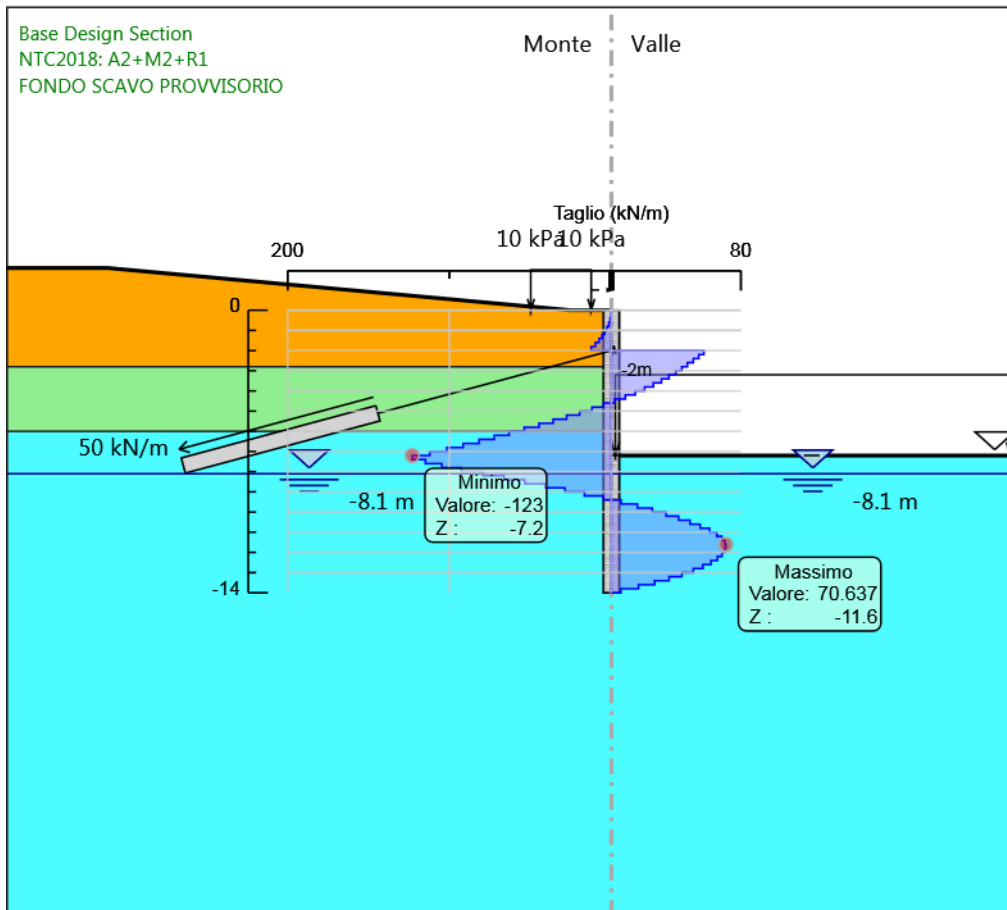 Base Design Section
NTC2018: A2+M2+R1
FONDO SCAVO PROVVISORIO
Monte
Valle
Taglio (kN/m)
10 kPa
10 kPa
200
80
0
-2m
50 kN/m
-8.1 m
-8.1 m
Minimo
Valore: -123
Z : -7.2
Massimo
Valore: 70.637
Z : -11.6
-14